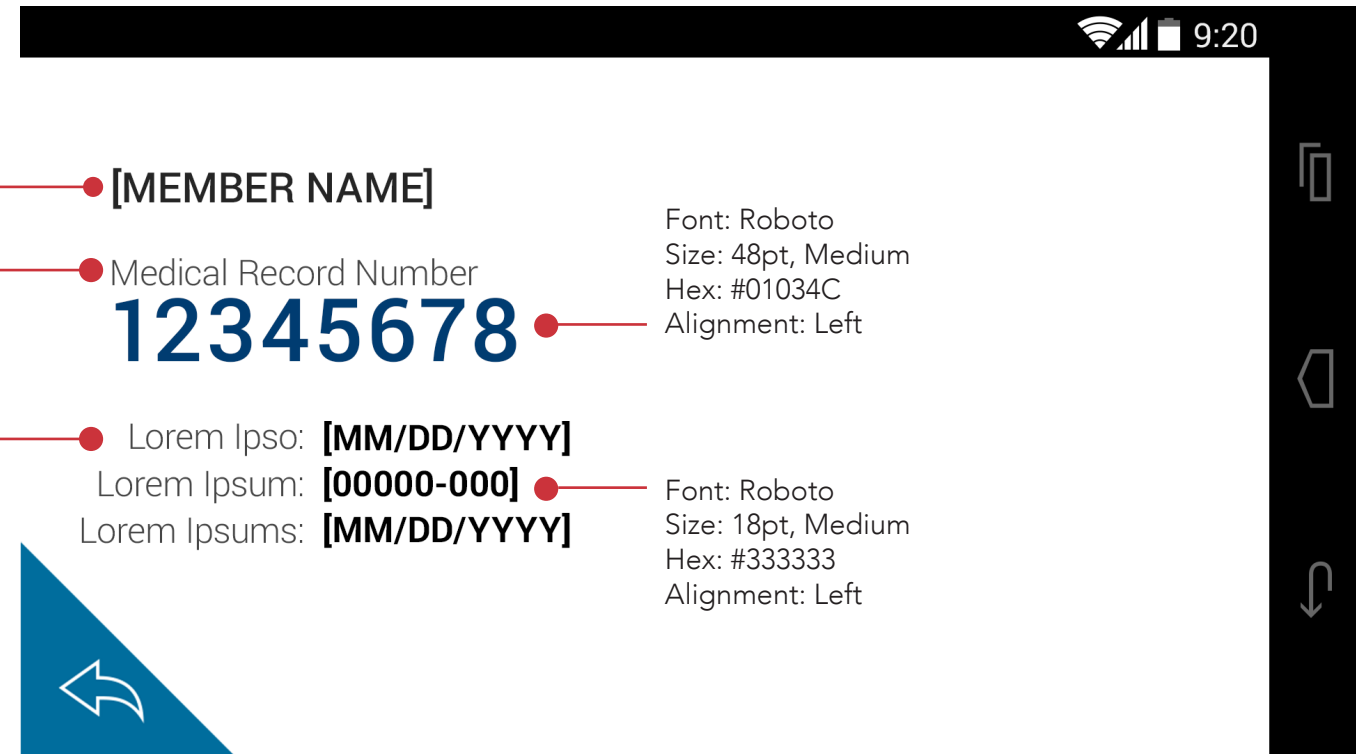 9:20
[MEMBER NAME]
Medical Record Number
12345678
Font: Roboto
Size: 48pt, Medium
Hex: #01034C
Alignment: Left
Lorem Ipso: [MM/DD/YYYY]
Lorem Ipsum: [00000-000]
Lorem Ipsums: [MM/DD/YYYY]
Font: Roboto
Size: 18pt, Medium
Hex: #333333
Alignment: Left